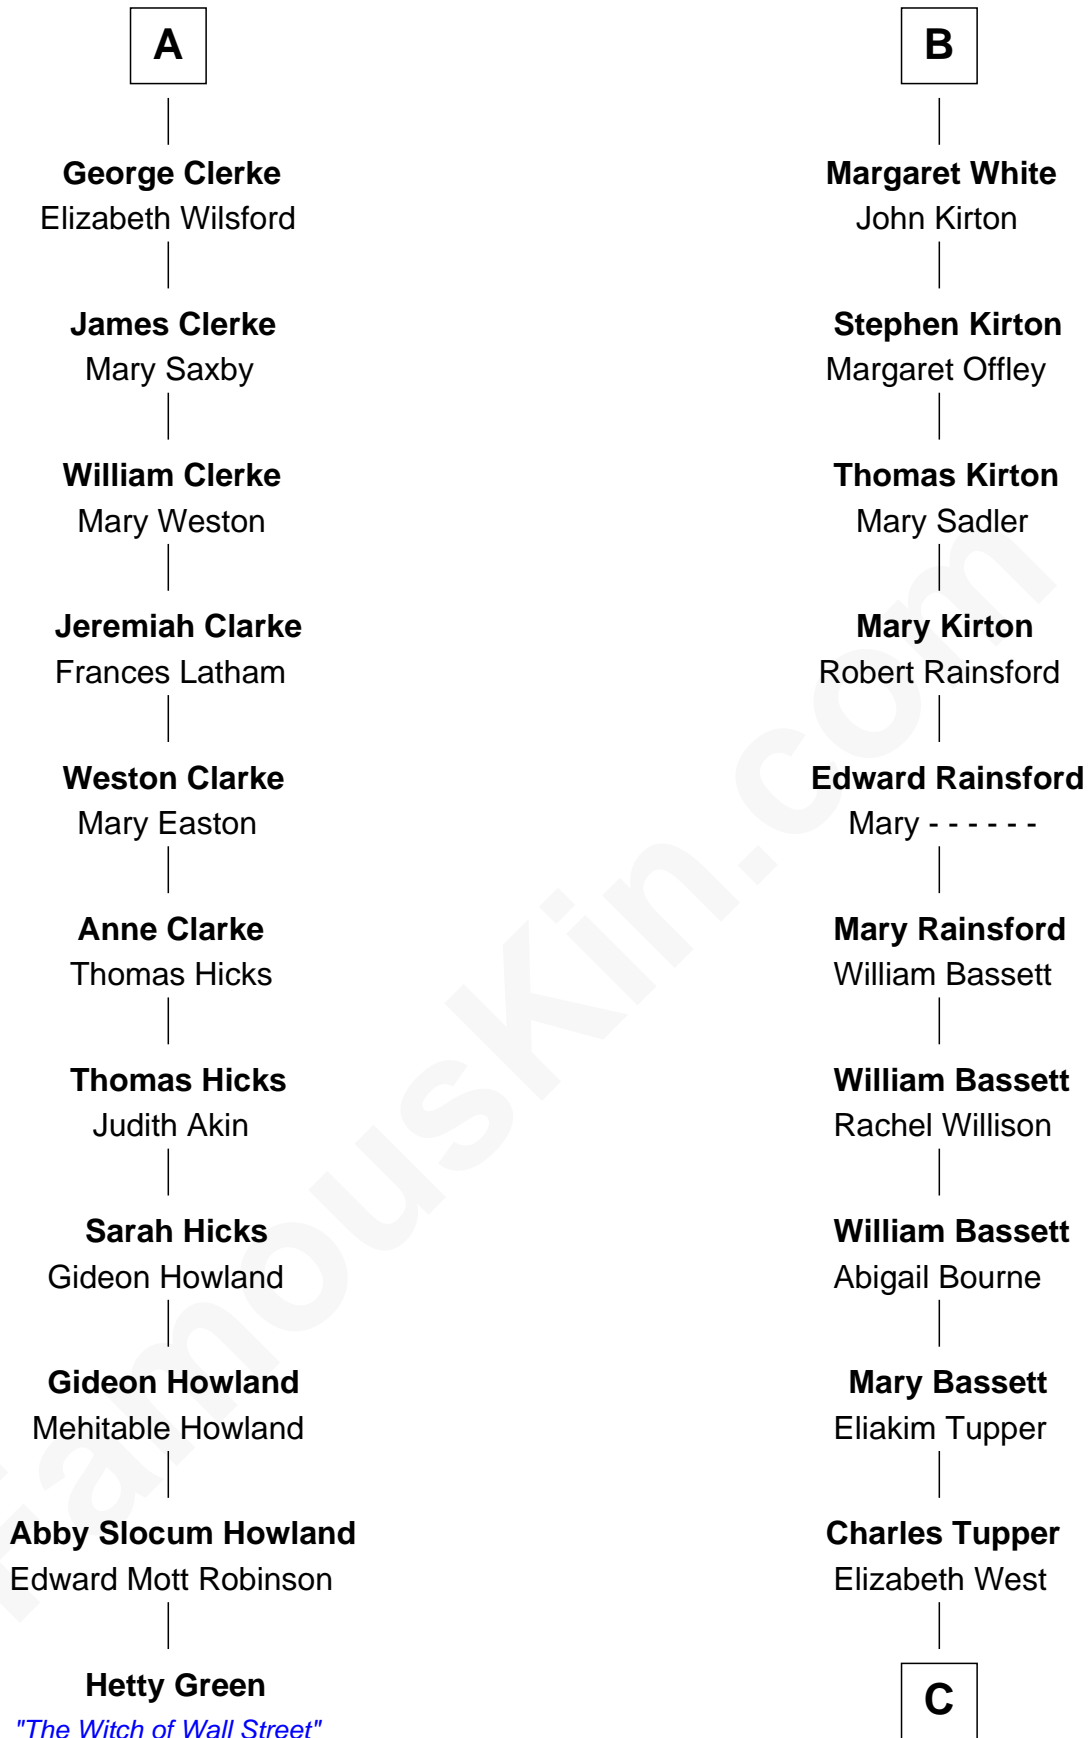 A
George Clerke
Elizabeth Wilsford
James Clerke
Mary Saxby
William Clerke
Mary Weston
Jeremiah Clarke
Frances Latham
Weston Clarke
Mary Easton
Anne Clarke
Thomas Hicks
Thomas Hicks
Judith Akin
Sarah Hicks
Gideon Howland
Gideon Howland
Mehitable Howland
Abby Slocum Howland
Edward Mott Robinson
Hetty Green
"The Witch of Wall Street"
B
Margaret White
John Kirton
Stephen Kirton
Margaret Offley
Thomas Kirton
Mary Sadler
Mary Kirton
Robert Rainsford
Edward Rainsford
Mary - - - - - -
Mary Rainsford
William Bassett
William Bassett
Rachel Willison
William Bassett
Abigail Bourne
Mary Bassett
Eliakim Tupper
Charles Tupper
Elizabeth West
C
FamousKin.com